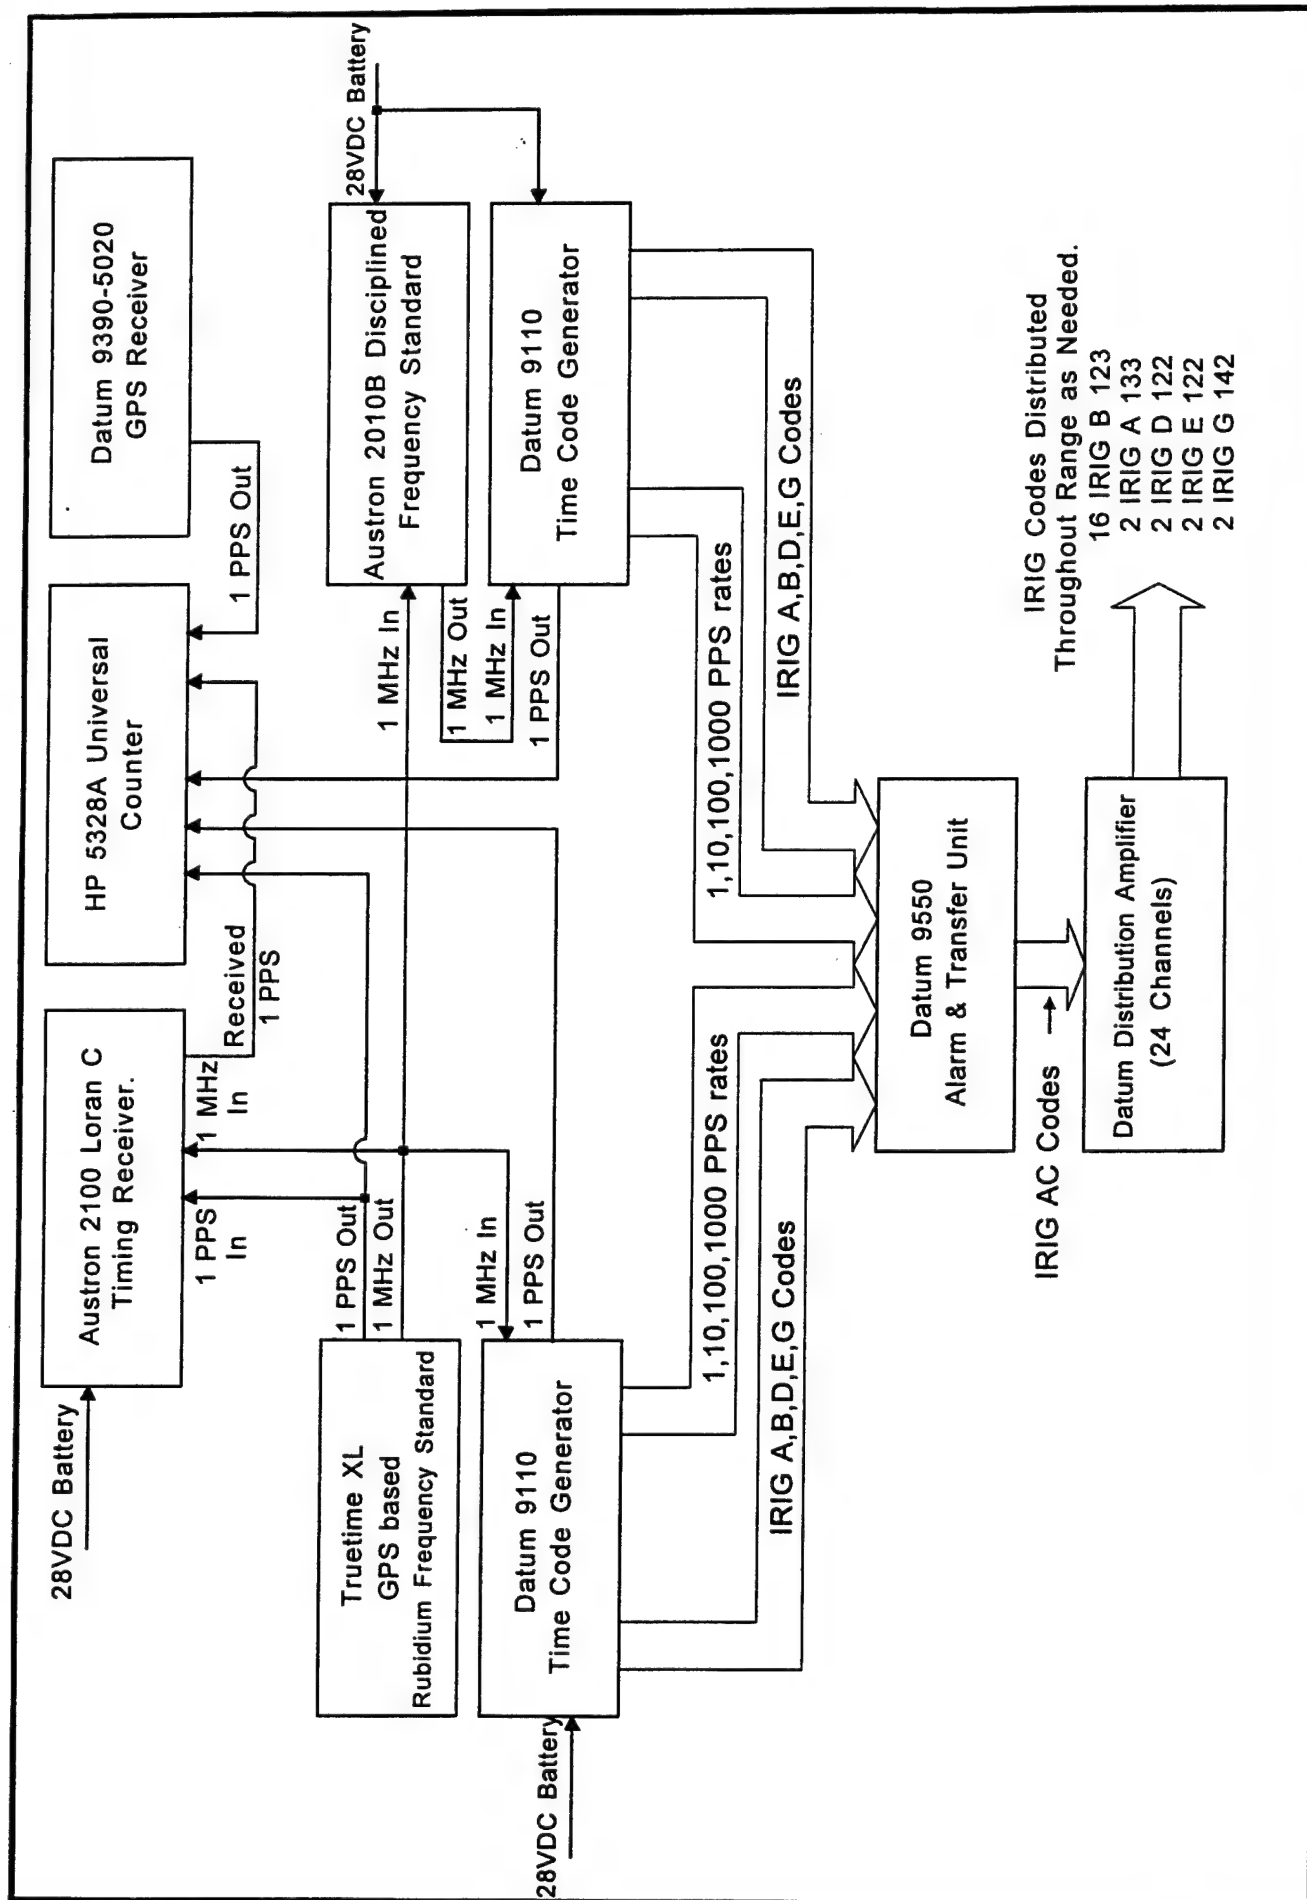 28VDC Battery
Austron 2100 Loran C
Timing Receiver.
HP 5328A Universal
Counter
Datum 9390-5020
GPS Receiver
1 PPS
In
1 MHz
In
Received
1 PPS
1 PPS Out
28VDC Battery
Truetime XL
GPS based
Rubidium Frequency Standard
1 PPS Out
1 MHz Out
1 MHz In
Austron 2010B Disciplined
Frequency Standard
1 MHz Out
1 MHz In
1 PPS Out
28VDC Battery
Datum 9110
Time Code Generator
1 MHz In
1 PPS Out
Datum 9110
Time Code Generator
1,10,100,1000 PPS rates
IRIG A,B,D,E,G Codes
1,10,100,1000 PPS rates
IRIG A,B,D,E,G Codes
Datum 9550
Alarm & Transfer Unit
IRIG AC Codes
Datum Distribution Amplifier
(24 Channels)
IRIG Codes Distributed
Throughout Range as Needed.
16 IRIG B 123
2 IRIG A 133
2 IRIG D 122
2 IRIG E 122
2 IRIG G 142